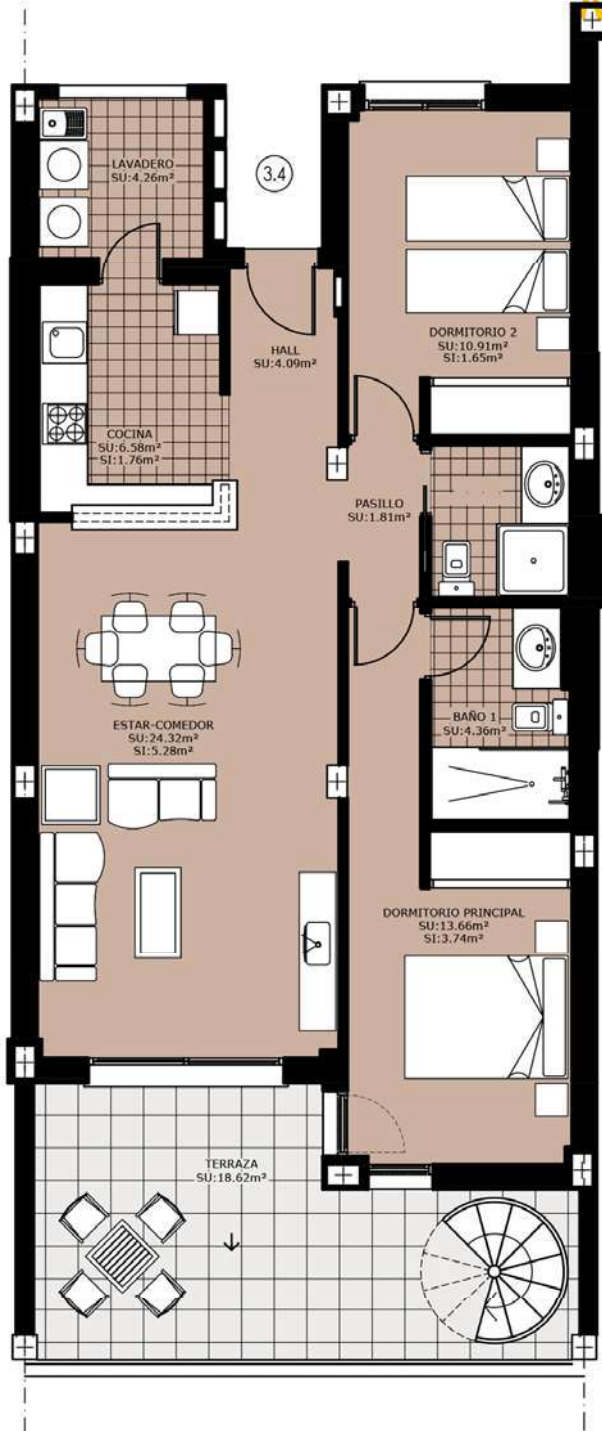 LAVADERO
SU:4.26m²
3.4
HALL
SU:4.09m²
DORMITORIO 2
SU:10.91m²
SI:1.65m²
COCINA
SU:6.58m²
SI:1.76m²
PASILLO
SU:1.81m²
ESTAR-COMEDOR
SU:24.32m²
SI:5.28m²
BAÑO 1
SU:4.36m²
DORMITORIO PRINCIPAL
SU:13.66m²
SI:3.74m²
TERRAZA
SU:18.62m²